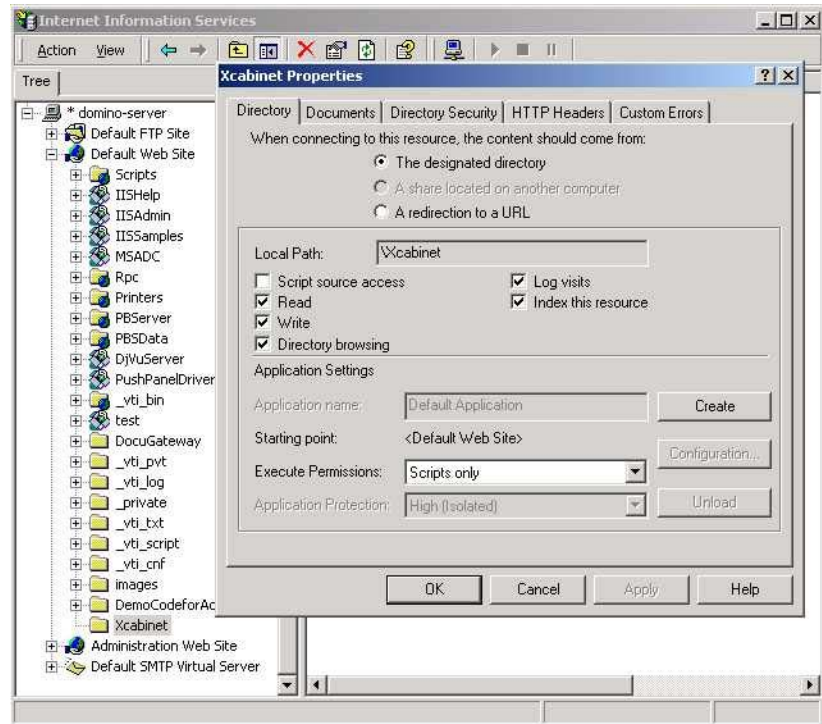 Internet Information Services
Action View
Tree
* domino-server
Default FTP Site
Default Web Site
Scripts
IISHelp
IISAdmin
IISSamples
MSADC
Rpc
Printers
PBServer
PBSData
DjVuServer
PushPanelDriver
_vti_bin
test
DocuGateway
_vti_pvt
_vti_log
_private
_vti_txt
_vti_script
_vti_cnf
images
DemoCodeforAc
Xcabinet
Administration Web Site
Default SMTP Virtual Server
Xcabinet Properties
Directory Documents Directory Security HTTP Headers Custom Errors
When connecting to this resource, the content should come from:
The designated directory
A share located on another computer
A redirection to a URL
Local Path: \Xcabinet
Script source access Log visits
Read Index this resource
Write
Directory browsing
Application Settings
Application name: Default Application Create
Starting point: <Default Web Site>
Configuration...
Execute Permissions: Scripts only
Application Protection: High (Isolated) Unload
OK Cancel Apply Help